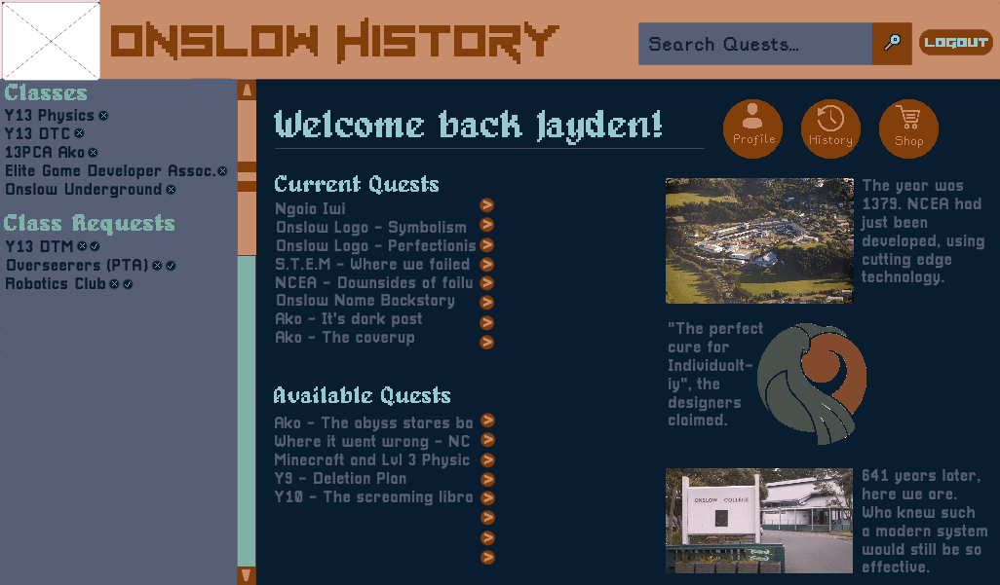 Onslow History
Search Quests...
Logout
Classes
Y13 Physics
Y13 DTC
13PCA Ako
Elite Game Developer Assoc.
Onslow Underground
Class Requests
Y13 DTM
Overseerers (PTA)
Robotics Club
Welcome back Jayden!
Profile
History
Shop
Current Quests
Ngaio Iwi
Onslow Logo - Symbolism
Onslow Logo - Perfectionis
S.T.E.M - Where we failed
NCEA - Downsides of failu
Onslow Name Backstory
Ako - It's dark past
Ako - The coverup
Available Quests
Ako - The abyss stares ba
Where it went wrong - NC
Minecraft and Lvl 3 Physic
Y9 - Deletion Plan
Y10 - The screaming libra
The year was
1379. NCEA had
just been
developed, using
cutting edge
technology.
"The perfect
cure for
Individualt-
iy", the
designers
claimed.
ONSLOW COLLEGE
641 years later,
here we are.
Who knew such
a modern system
would still be so
effective.